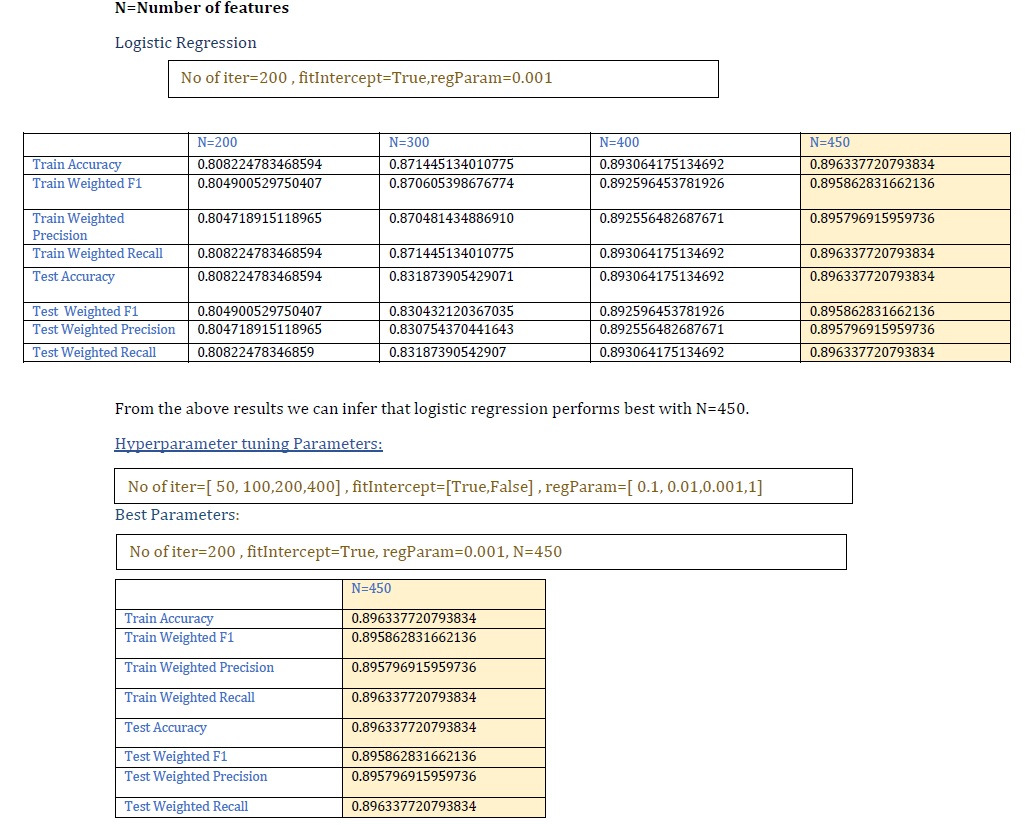 N=Number of features
Logistic Regression
No of iter=200 , fitIntercept=True,regParam=0.001
N=200 N=300 N=400 N=450
Train Accuracy 0.808224783468594 0.871445134010775 0.893064175134692 0.896337720793834
Train Weighted F1 0.804900529750407 0.870605398676774 0.892596453781926 0.895862831662136
Train Weighted 0.804718915118965 0.870481434886910 0.892556482687671 0.895796915959736
Precision
Train Weighted Recall 0.808224783468594 0.871445134010775 0.893064175134692 0.896337720793834
Test Accuracy 0.808224783468594 0.831873905429071 0.893064175134692 0.896337720793834
Test  Weighted F1 0.804900529750407 0.830432120367035 0.892596453781926 0.895862831662136
Test Weighted Precision 0.804718915118965 0.830754370441643 0.892556482687671 0.895796915959736
Test Weighted Recall 0.80822478346859 0.83187390542907 0.893064175134692 0.896337720793834
From the above results we can infer that logistic regression performs best with N=450.
Hyperparameter tuning Parameters:
No of iter=[ 50, 100,200,400] , fitIntercept=[True,False] , regParam=[ 0.1, 0.01,0.001,1]
Best Parameters:
No of iter=200 , fitIntercept=True, regParam=0.001, N=450
N=450
Train Accuracy 0.896337720793834
Train Weighted F1 0.895862831662136
Train Weighted Precision 0.895796915959736
Train Weighted Recall 0.896337720793834
Test Accuracy 0.896337720793834
Test Weighted F1 0.895862831662136
Test Weighted Precision 0.895796915959736
Test Weighted Recall 0.896337720793834